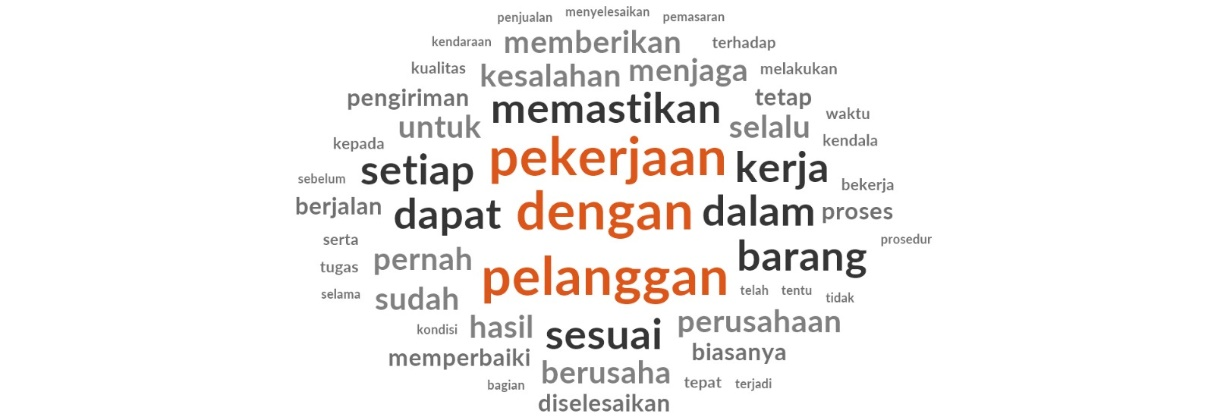 penjualan menyelesaikan pemasaran
kendaraan memberikan terhadap
kualitas kesalahan menjaga melakukan
pengiriman memastikan tetap
untuk selalu waktu
kepada pekerjaan kerja kendala
sebelum setiap bekerja
berjalan dapat dengan dalam proses
serta prosedur
tugas pernah pelanggan barang
selama sudah telah tentu tidak
kondisi hasil sesuai perusahaan
memperbaiki biasanya
bagian berusaha tepat terjadi
diselesaikan